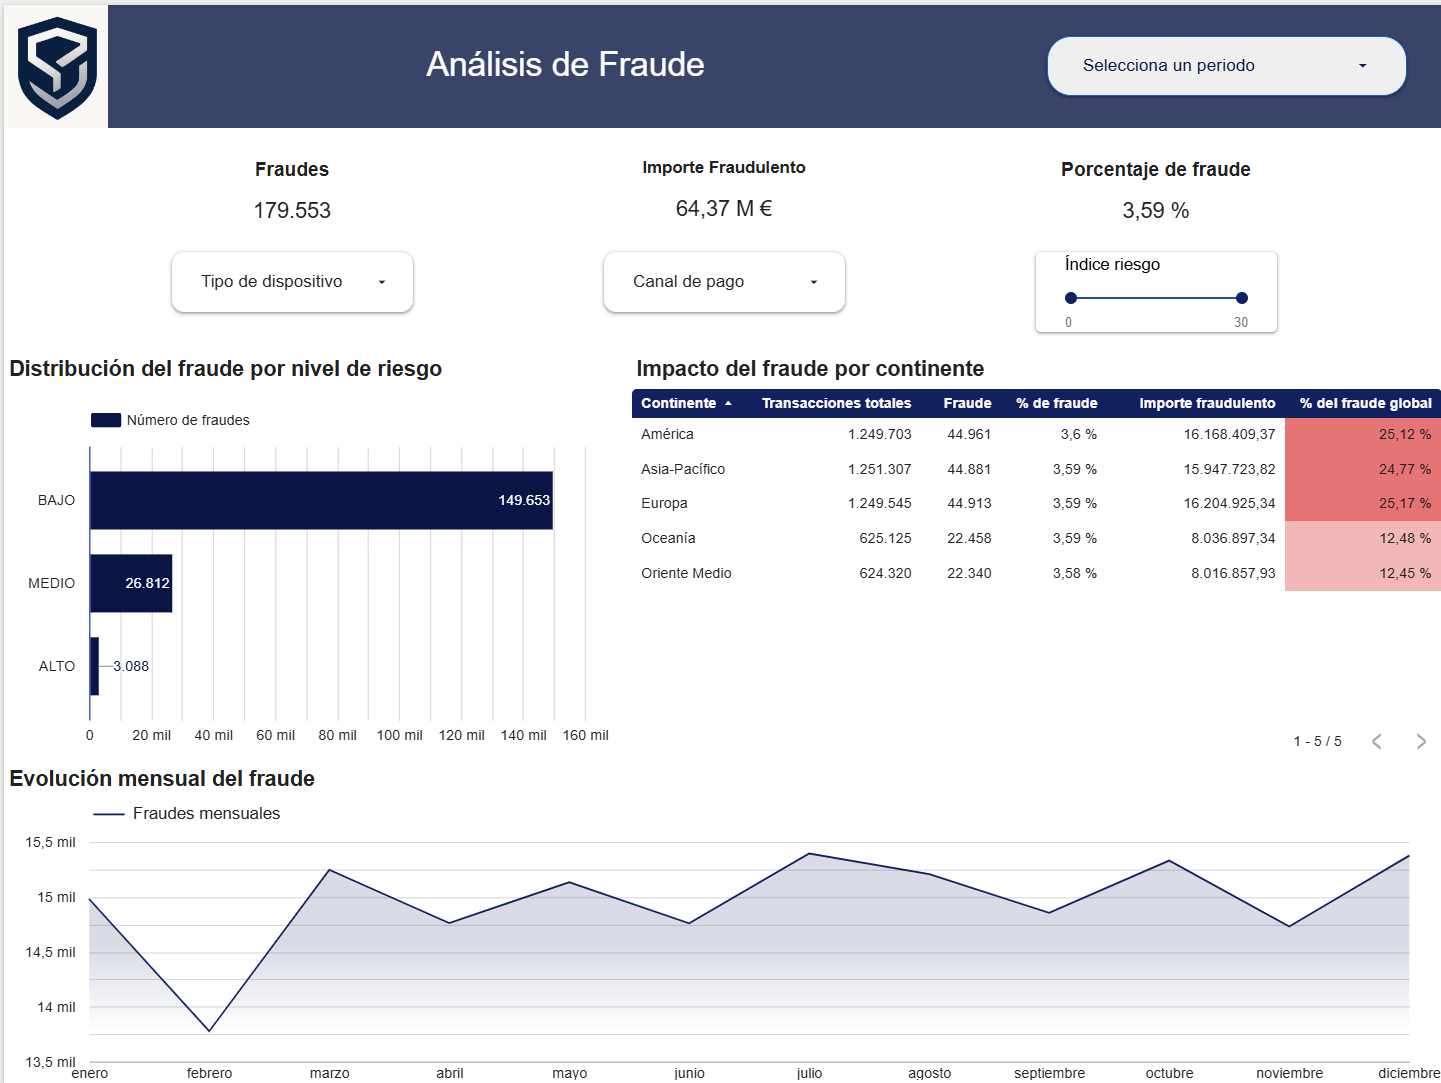 Análisis de Fraude
Selecciona un periodo
Fraudes
179.553
Importe Fraudulento
64,37 M €
Porcentaje de fraude
3,59 %
Tipo de dispositivo
Canal de pago
Índice riesgo
0 30
Distribución del fraude por nivel de riesgo
Número de fraudes
BAJO 149.653
MEDIO 26.812
ALTO 3.088
0 20 mil 40 mil 60 mil 80 mil 100 mil 120 mil 140 mil 160 mil
Impacto del fraude por continente
Continente Transacciones totales Fraude % de fraude Importe fraudulento % del fraude global
América 1.249.703 44.961 3,6 % 16.168.409,37 25,12 %
Asia-Pacífico 1.251.307 44.881 3,59 % 15.947.723,82 24,77 %
Europa 1.249.545 44.913 3,59 % 16.204.925,34 25,17 %
Oceanía 625.125 22.458 3,59 % 8.036.897,34 12,48 %
Oriente Medio 624.320 22.340 3,58 % 8.016.857,93 12,45 %
1 - 5 / 5
Evolución mensual del fraude
Fraudes mensuales
15,5 mil
15 mil
14,5 mil
14 mil
13,5 mil
enero febrero marzo abril mayo junio julio agosto septiembre octubre noviembre diciembre